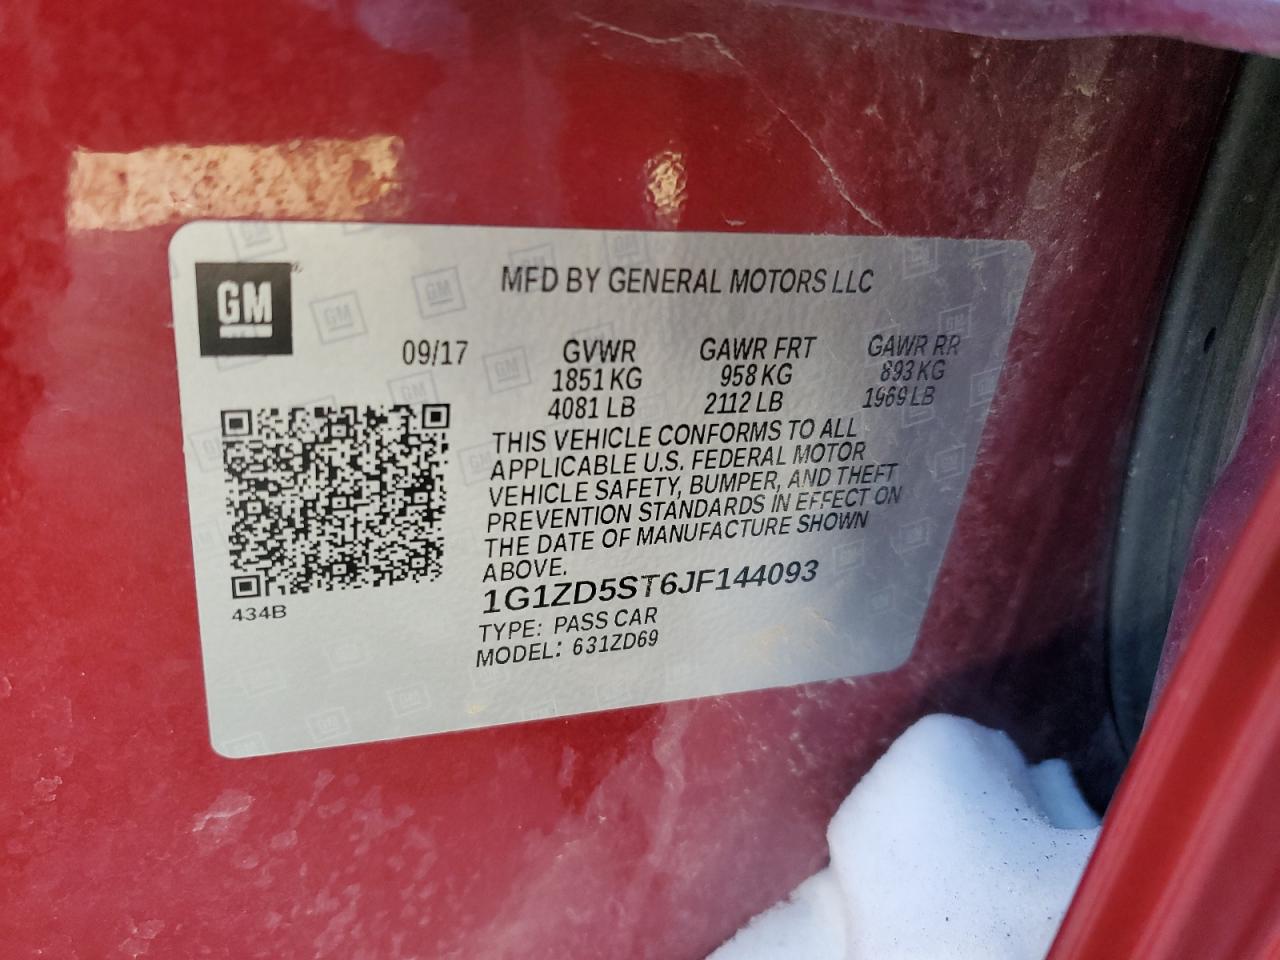 GM
MFD BY GENERAL MOTORS LLC
09/17 GVWR GAWR FRT GAWR RR
1851 KG 958 KG 893 KG
4081 LB 2112 LB 1969 LB
THIS VEHICLE CONFORMS TO ALL
APPLICABLE U.S. FEDERAL MOTOR
VEHICLE SAFETY, BUMPER, AND THEFT
PREVENTION STANDARDS IN EFFECT ON
THE DATE OF MANUFACTURE SHOWN
ABOVE.
1G1ZD5ST6JF144093
434B
TYPE: PASS CAR
MODEL: 631ZD69